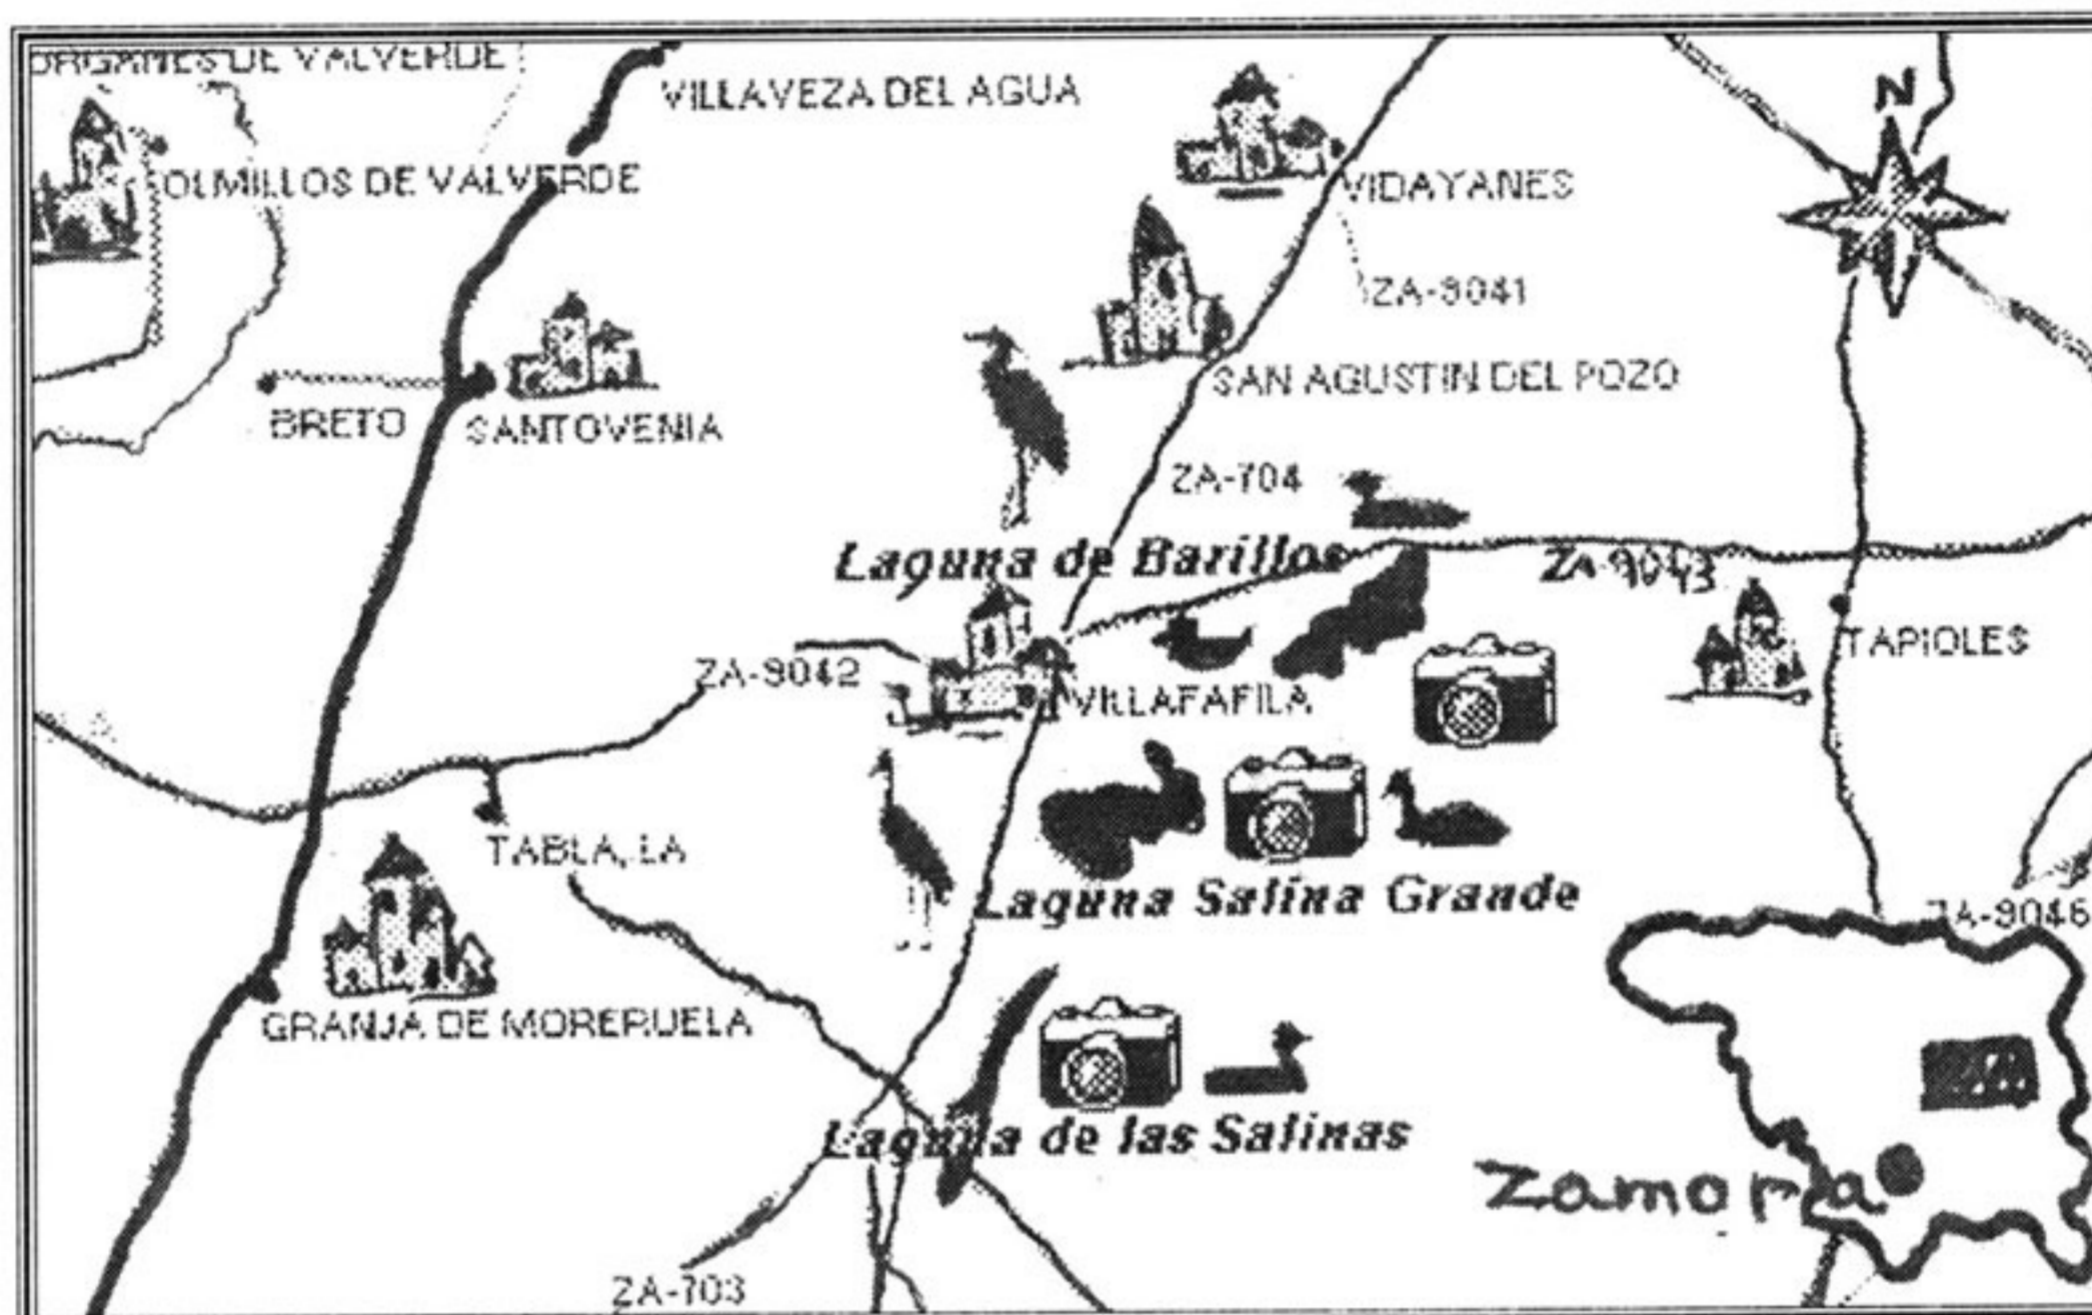 VILLAVEZA DEL AGUA
N
OLMILLOS DE VALVERDE
VIDAYANES
ZA-9041
SAN AGUSTIN DEL POZO
BRETO
SANTOVENIA
ZA-704
Laguna de Barillos
ZA-9043
TAPIOLES
ZA-9042
VILLAFAFILA
TABLA, LA
Laguna Salina Grande
ZA-9046
GRANJA DE MORERUELA
Laguna de las Salinas
Zamora
ZA-703